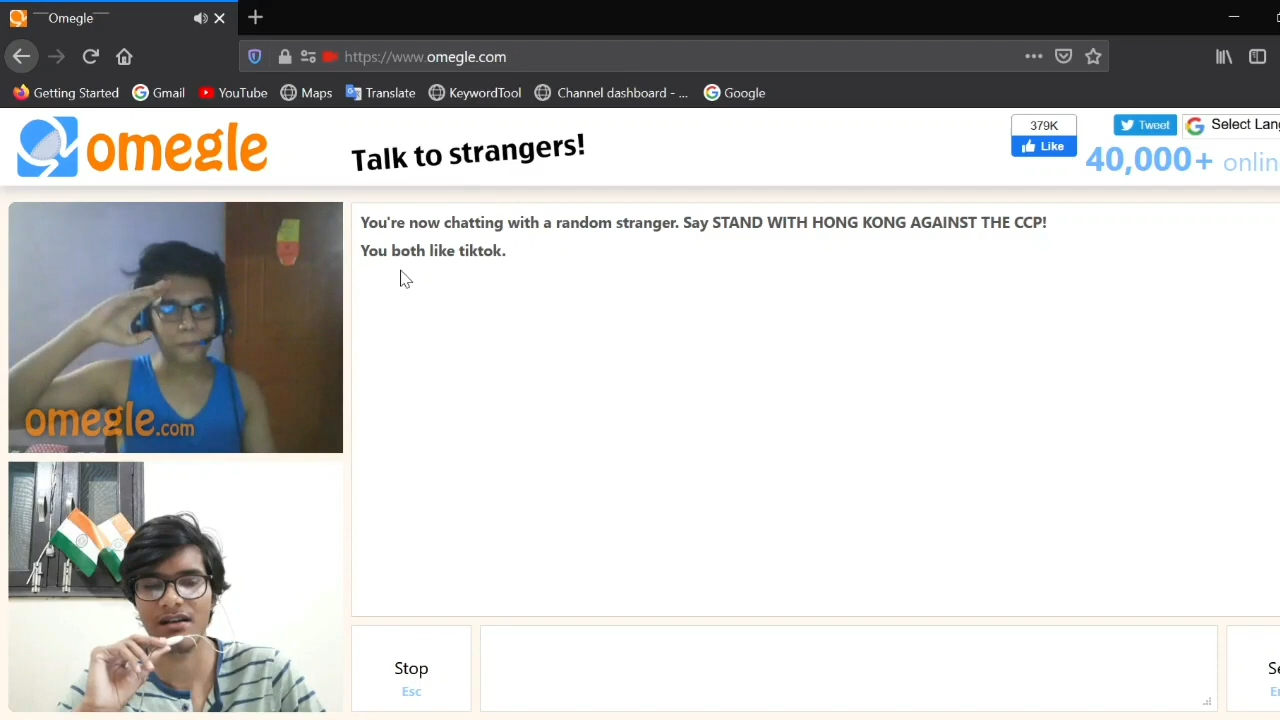 Omegle
https://www.omegle.com
Getting Started Gmail YouTube Maps Translate KeywordTool Channel dashboard - ... Google
omegle
Talk to strangers!
379K
Like
Tweet
Select
40,000+
You're now chatting with a random stranger. Say STAND WITH HONG KONG AGAINST THE CCP!
You both like tiktok.
omegle.com
Stop
Esc